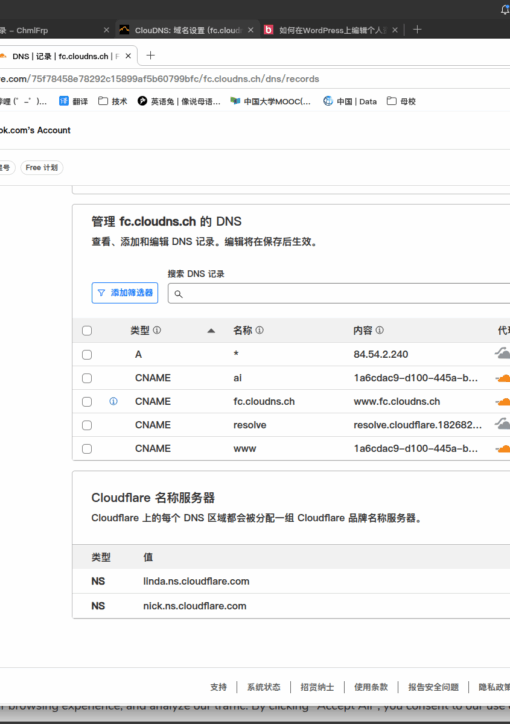 录 – ChmlFrp
ClouDNS: 域名设置 (fc.cloudn
如何在WordPress上编辑个人
DNS | 记录 | fc.cloudns.ch | F
re.com/75f78458e78292c15899af5b60799bfc/fc.cloudns.ch/dns/records
翻译
技术
英语兔 | 像说母语...
中国大学MOOC(...
中国 | Data
母校
ok.com's Account
Free 计划
管理 fc.cloudns.ch 的 DNS
查看、添加和编辑 DNS 记录。编辑将在保存后生效。
搜索 DNS 记录
添加筛选器
类型 名称 内容 代理
A * 84.54.2.240
CNAME ai 1a6cdac9-d100-445a-b...
CNAME fc.cloudns.ch www.fc.cloudns.ch
CNAME resolve resolve.cloudflare.182682...
CNAME www 1a6cdac9-d100-445a-b...
Cloudflare 名称服务器
Cloudflare 上的每个 DNS 区域都会被分配一组 Cloudflare 品牌名称服务器。
类型 值
NS linda.ns.cloudflare.com
NS nick.ns.cloudflare.com
支持 系统状态 招贤纳士 使用条款 报告安全问题 隐私政策
r browsing experience, and analyze our traffic. By clicking "Accept All", you consent to our use